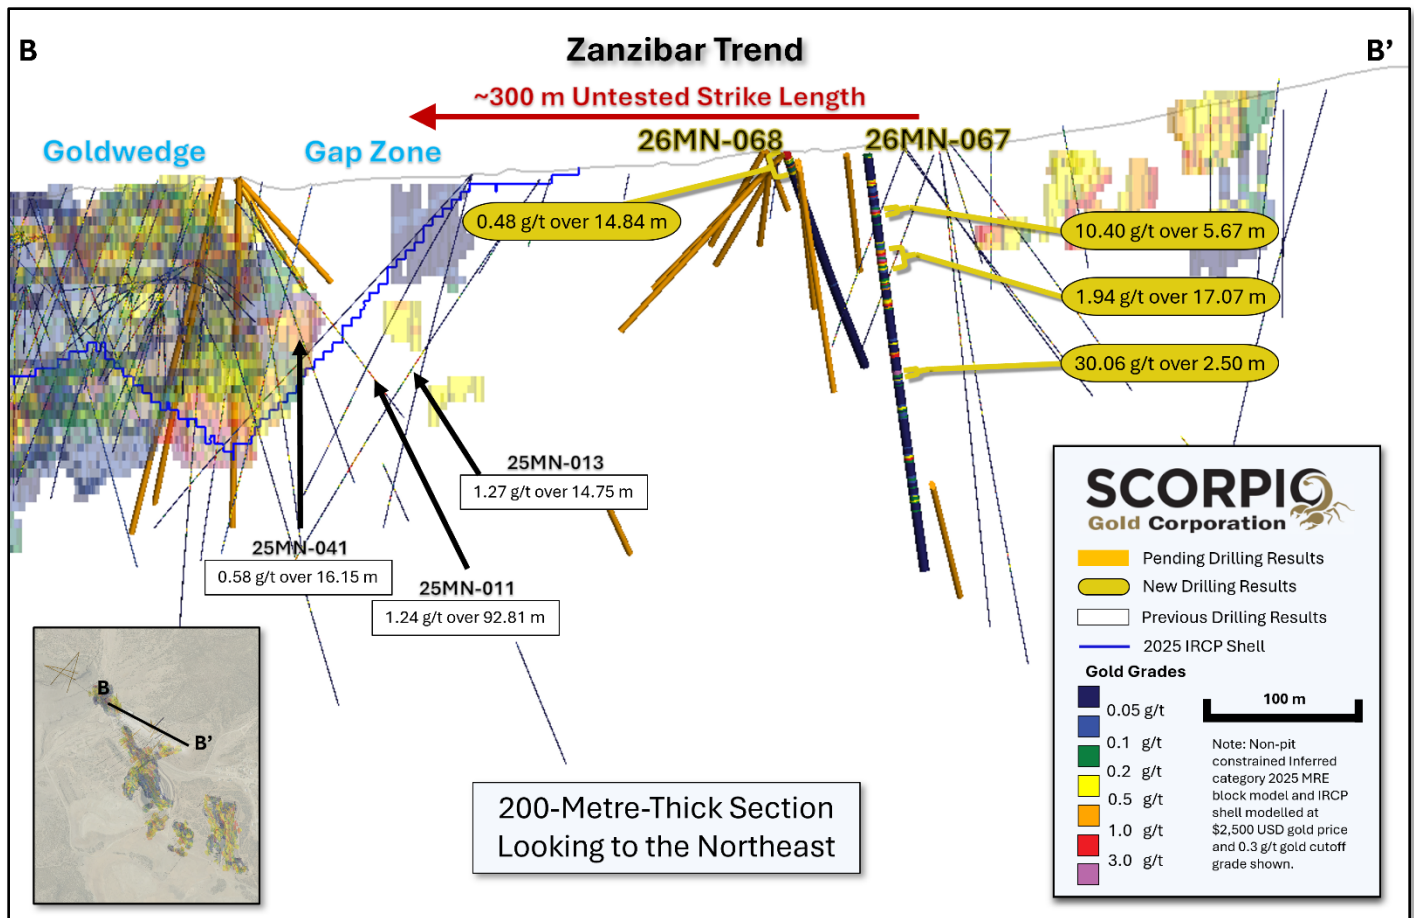 B
Zanzibar Trend
B’
~300 m Untested Strike Length
Goldwedge
Gap Zone
26MN-068
26MN-067
0.48 g/t over 14.84 m
10.40 g/t over 5.67 m
1.94 g/t over 17.07 m
30.06 g/t over 2.50 m
25MN-013
1.27 g/t over 14.75 m
25MN-041
0.58 g/t over 16.15 m
25MN-011
1.24 g/t over 92.81 m
B
B’
200-Metre-Thick Section
Looking to the Northeast
SCORPIO
Gold Corporation
Pending Drilling Results
New Drilling Results
Previous Drilling Results
2025 IRCP Shell
Gold Grades
0.05 g/t
0.1 g/t
0.2 g/t
0.5 g/t
1.0 g/t
3.0 g/t
100 m
Note: Non-pit
constrained Inferred
category 2025 MRE
block model and IRCP
shell modelled at
$2,500 USD gold price
and 0.3 g/t gold cutoff
grade shown.